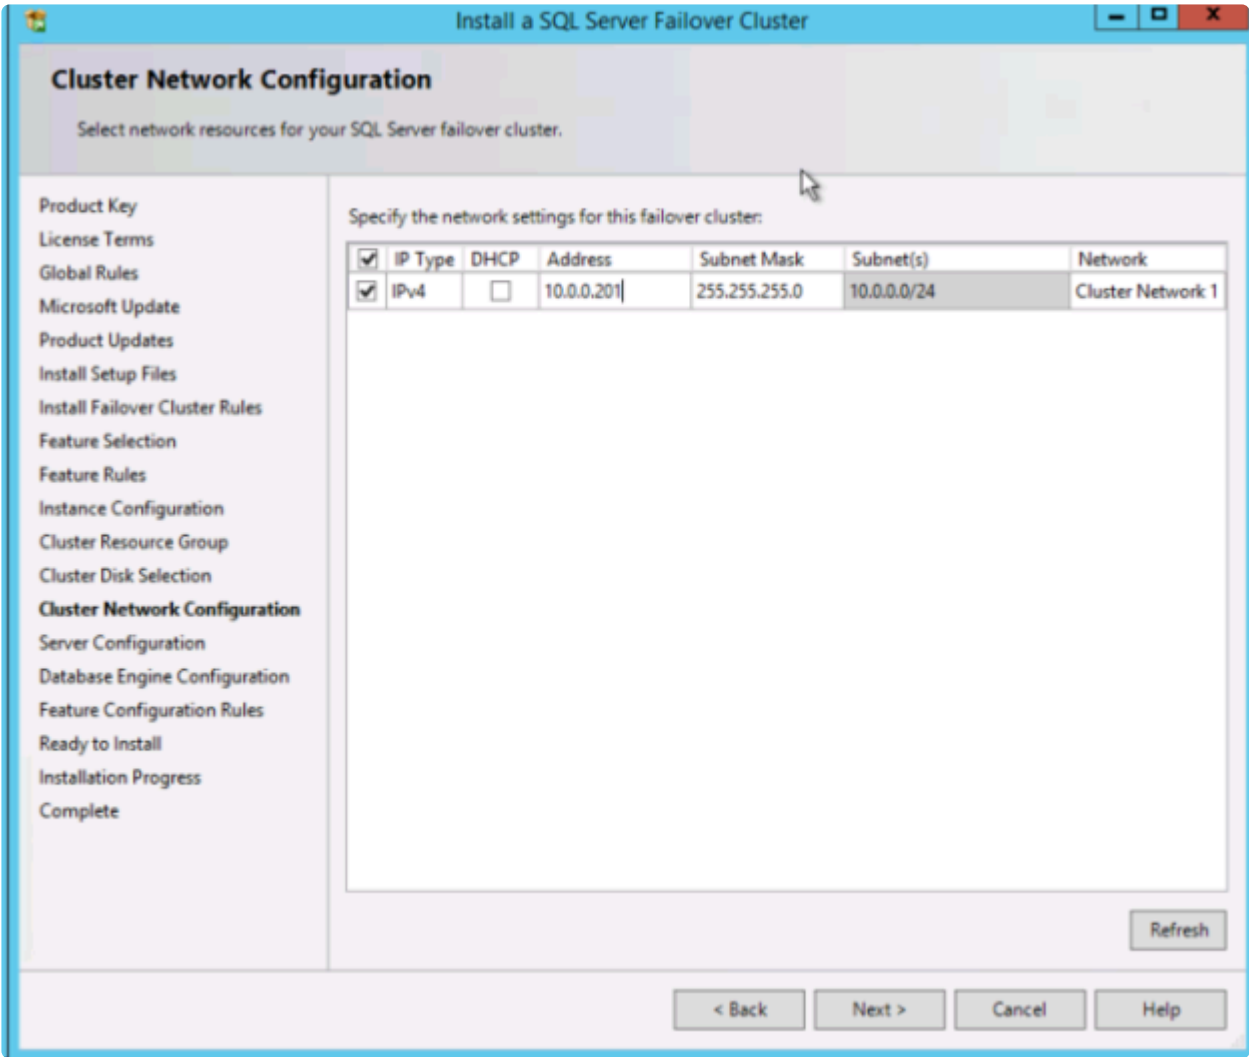 Install a SQL Server Failover Cluster
Cluster Network Configuration
Select network resources for your SQL Server failover cluster.
Product Key
License Terms
Global Rules
Microsoft Update
Product Updates
Install Setup Files
Install Failover Cluster Rules
Feature Selection
Feature Rules
Instance Configuration
Cluster Resource Group
Cluster Disk Selection
Cluster Network Configuration
Server Configuration
Database Engine Configuration
Feature Configuration Rules
Ready to Install
Installation Progress
Complete
Specify the network settings for this failover cluster:
IP Type DHCP Address Subnet Mask Subnet(s) Network
IPv4 10.0.0.201 255.255.255.0 10.0.0.0/24 Cluster Network 1
Refresh
< Back Next > Cancel Help